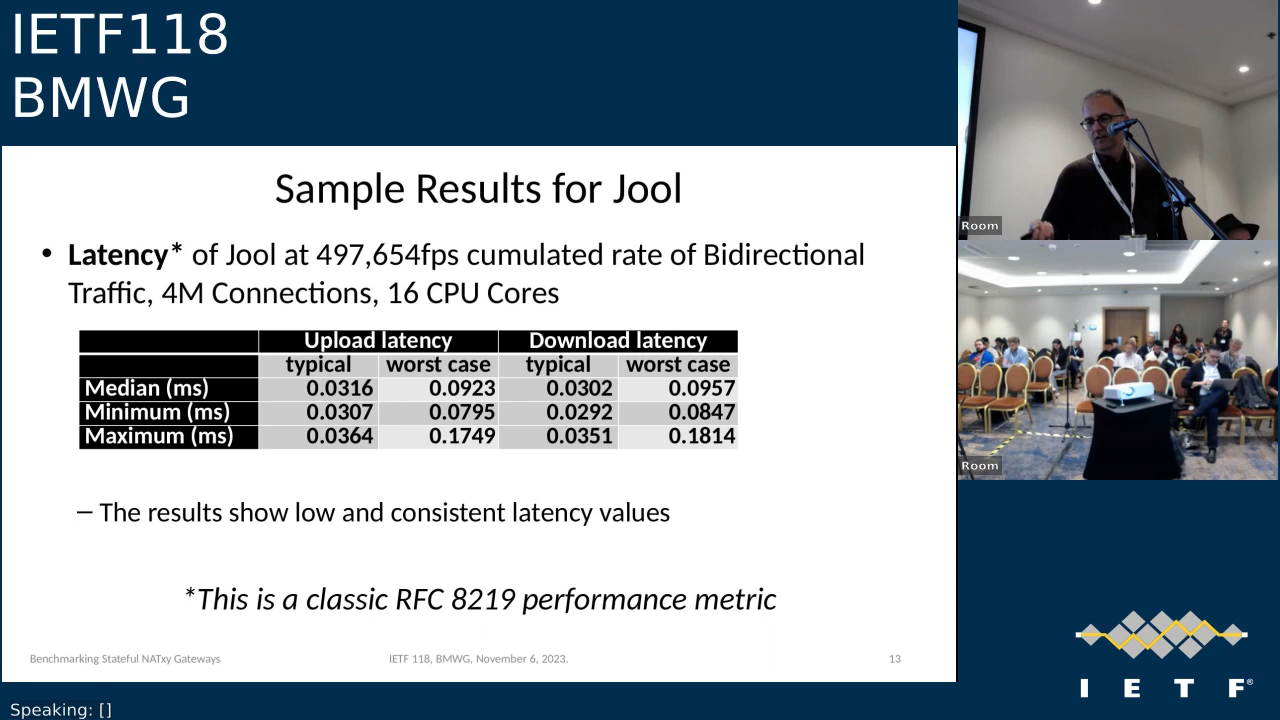 IETF118
BMWG
Sample Results for Jool
• Latency* of Jool at 497,654fps cumulated rate of Bidirectional
Traffic, 4M Connections, 16 CPU Cores
Upload latency Download latency
typical worst case typical worst case
Median (ms) 0.0316 0.0923 0.0302 0.0957
Minimum (ms) 0.0307 0.0795 0.0292 0.0847
Maximum (ms) 0.0364 0.1749 0.0351 0.1814
– The results show low and consistent latency values
*This is a classic RFC 8219 performance metric
Benchmarking Stateful NATxy Gateways IETF 118, BMWG, November 6, 2023. 13
Speaking: []
Room
Room
I E T F®